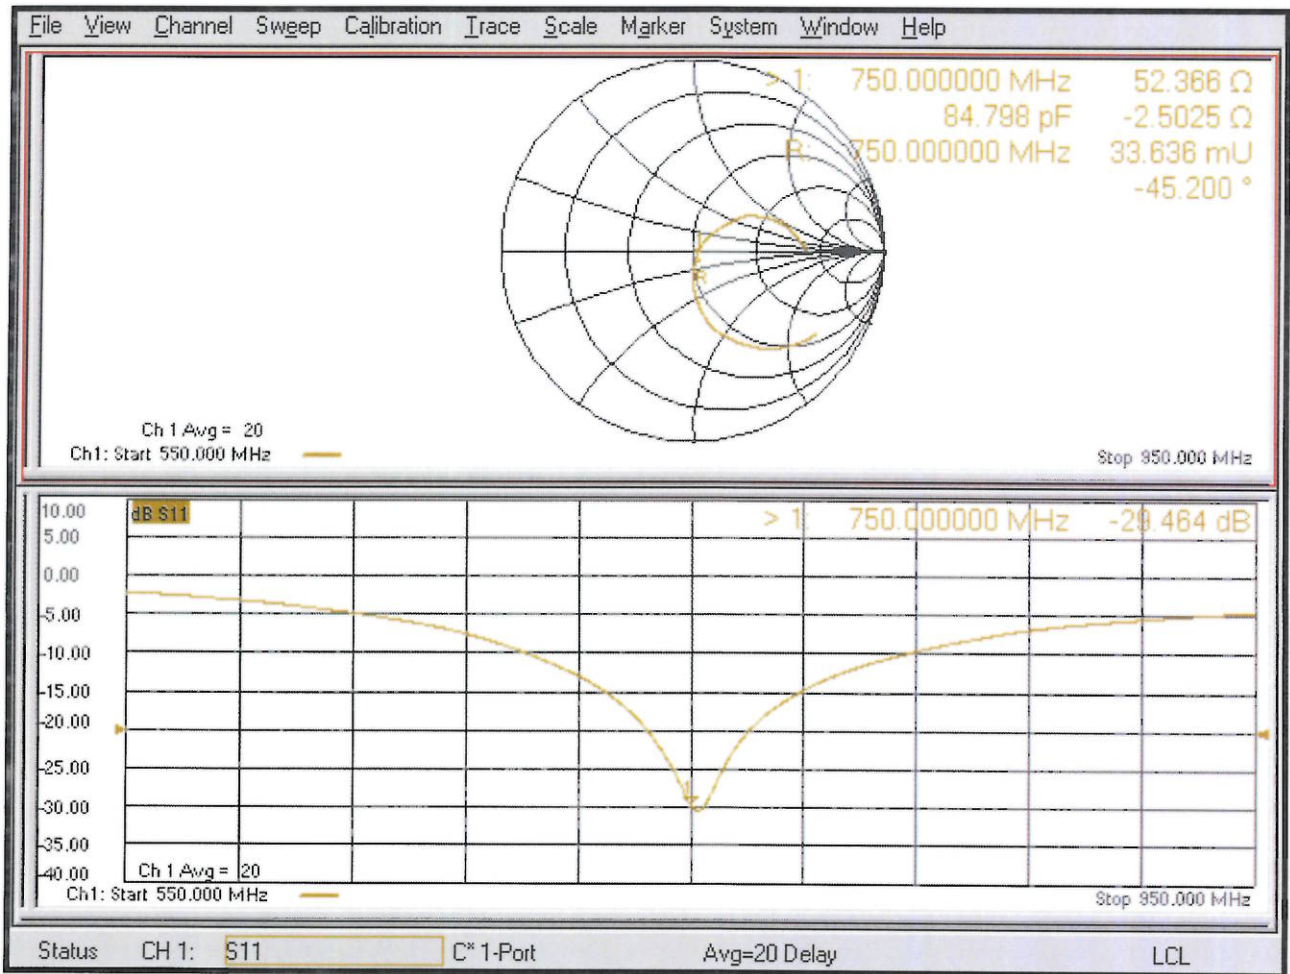 File View Channel Sweep Calibration Trace Scale Marker System Window Help
> 1: 750.000000 MHz 52.366 Ω
84.798 pF -2.5025 Ω
R: 750.000000 MHz 33.636 mU
-45.200 °
1
R
Ch 1 Avg = 20
Ch1: Start 550.000 MHz
Stop 950.000 MHz
10.00
dB S11
> 1: 750.000000 MHz -29.464 dB
5.00
0.00
-5.00
-10.00
-15.00
-20.00
-25.00
-30.00
-35.00
-40.00
1
Ch 1 Avg = 20
Ch1: Start 550.000 MHz
Stop 950.000 MHz
Status CH 1: S11 C* 1-Port Avg=20 Delay LCL